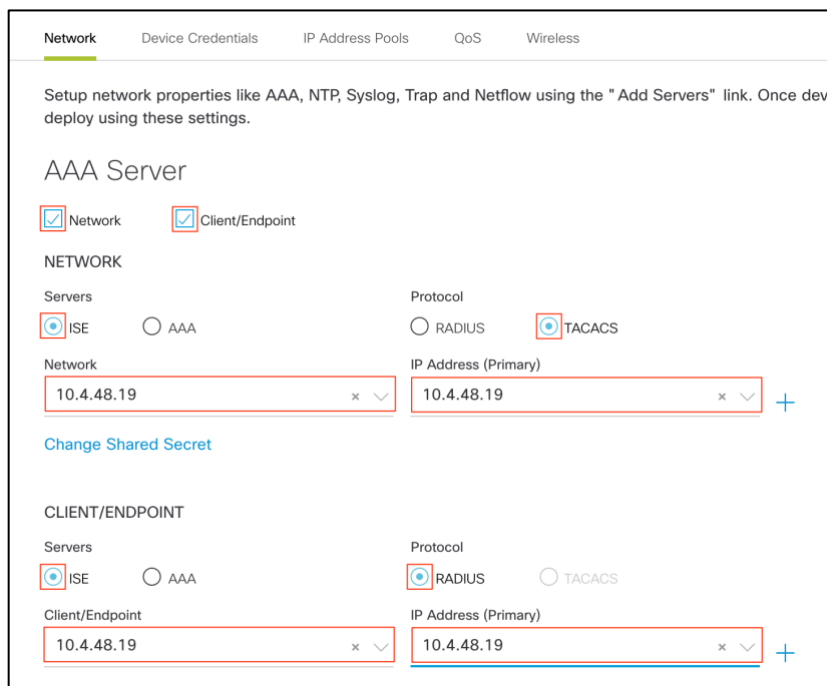 Network Device Credentials IP Address Pools QoS Wireless
Setup network properties like AAA, NTP, Syslog, Trap and Netflow using the "Add Servers" link. Once dev
deploy using these settings.
AAA Server
Network Client/Endpoint
NETWORK
Servers Protocol
ISE AAA RADIUS TACACS
Network IP Address (Primary)
10.4.48.19 10.4.48.19
Change Shared Secret
CLIENT/ENDPOINT
Servers Protocol
ISE AAA RADIUS TACACS
Client/Endpoint IP Address (Primary)
10.4.48.19 10.4.48.19